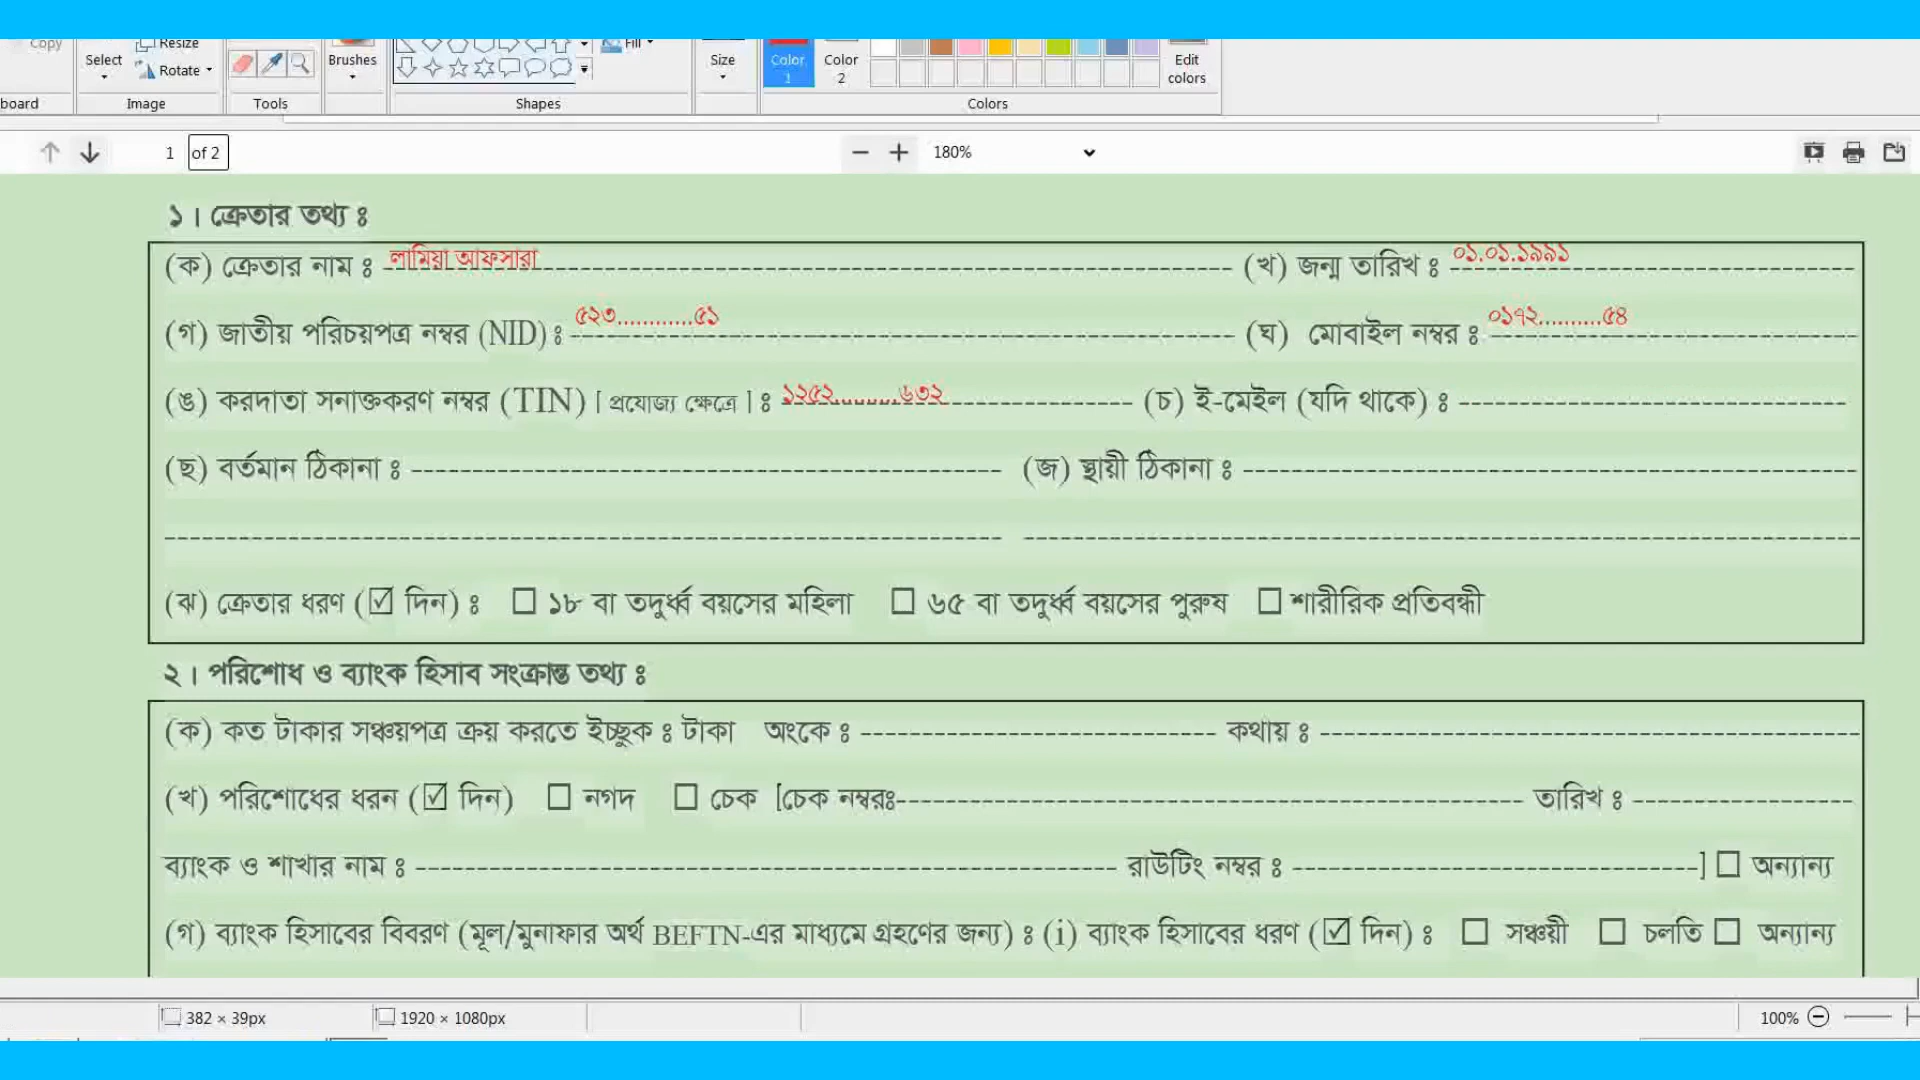 Copy
Resize
Select
Rotate
Brushes
Fill
Size
Color 1
Color 2
Edit colors
board
Image
Tools
Shapes
Colors
1 of 2
180%
১। ক্রেতার তথ্য ঃ
(ক) ক্রেতার নাম ঃ লামিয়া আফসারা (খ) জন্ম তারিখ ঃ ০১.০১.১৯৯১
(গ) জাতীয় পরিচয়পত্র নম্বর (NID) ঃ ৫২৩............৫১ (ঘ) মোবাইল নম্বর ঃ ০১৭২..........৫৪
(ঙ) করদাতা সনাক্তকরণ নম্বর (TIN) [ প্রযোজ্য ক্ষেত্রে ] ঃ ১২৫২..........৬৩২ (চ) ই-মেইল (যদি থাকে) ঃ
(ছ) বর্তমান ঠিকানা ঃ (জ) স্থায়ী ঠিকানা ঃ
(ঝ) ক্রেতার ধরণ (☑ দিন) ঃ ☐ ১৮ বা তদুর্ধ্ব বয়সের মহিলা ☐ ৬৫ বা তদুর্ধ্ব বয়সের পুরুষ ☐ শারীরিক প্রতিবন্ধী
২। পরিশোধ ও ব্যাংক হিসাব সংক্রান্ত তথ্য ঃ
(ক) কত টাকার সঞ্চয়পত্র ক্রয় করতে ইচ্ছুক ঃ টাকা অংকে ঃ কথায় ঃ
(খ) পরিশোধের ধরন (☑ দিন) ☐ নগদ ☐ চেক [চেক নম্বরঃ তারিখ ঃ
ব্যাংক ও শাখার নাম ঃ রাউটিং নম্বর ঃ ] ☐ অন্যান্য
(গ) ব্যাংক হিসাবের বিবরণ (মূল/মুনাফার অর্থ BEFTN-এর মাধ্যমে গ্রহণের জন্য) ঃ (i) ব্যাংক হিসাবের ধরণ (☑ দিন) ঃ ☐ সঞ্চয়ী ☐ চলতি ☐ অন্যান্য
382 × 39px
1920 × 1080px
100%